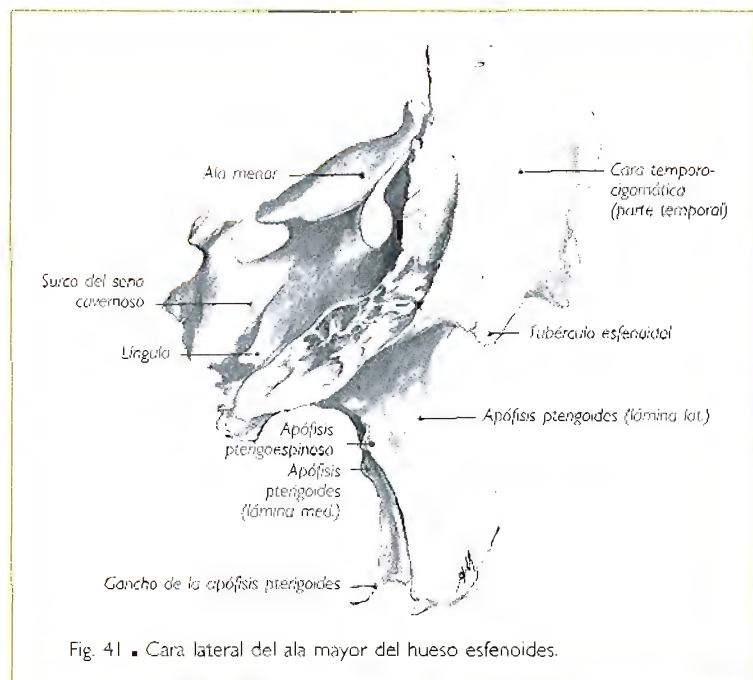 Ala menor
Cara temporo-
cigomática
(parte temporal)
Surco del seno
cavernoso
Língula
Tubérculo esfenoidal
Apófisis pterigoides (lámina lat.)
Apófisis
pterigoespinoso
Apófisis
pterigoides
(lámina med.)
Gancho de la apófisis pterigoides
Fig. 41 ▪ Cara lateral del ala mayor del hueso esfenoides.